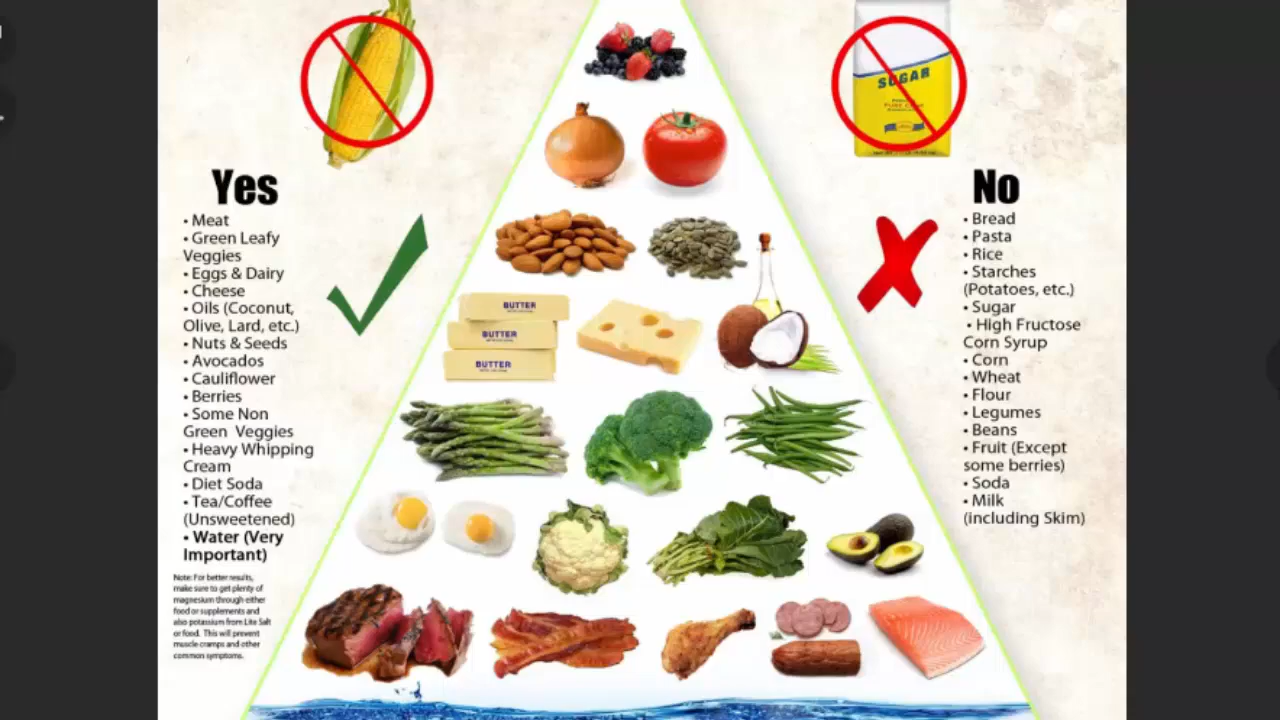 SUGAR
Yes
• Meat
• Green Leafy
Veggies
• Eggs & Dairy
• Cheese
• Oils (Coconut,
Olive, Lard, etc.)
• Nuts & Seeds
• Avocados
• Cauliflower
• Berries
• Some Non
Green Veggies
• Heavy Whipping
Cream
• Diet Soda
• Tea/Coffee
(Unsweetened)
• Water (Very
Important)
Note: For better results,
make sure to get plenty of
magnesium through either
food or supplements and
also potassium from Lite Salt
or food. This will prevent
muscle cramps and other
common symptoms.
BUTTER
BUTTER
BUTTER
No
• Bread
• Pasta
• Rice
• Starches
(Potatoes, etc.)
• Sugar
• High Fructose
Corn Syrup
• Corn
• Wheat
• Flour
• Legumes
• Beans
• Fruit (Except
some berries)
• Soda
• Milk
(including Skim)